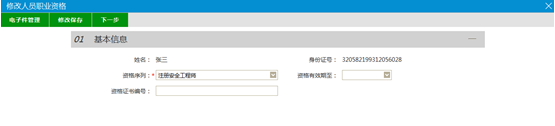 修改人员职业资格
电子件管理 修改保存 下一步
01 基本信息
姓名： 张三 身份证号： 320582199312056028
资格序列：* 注册安全工程师 资格有效期至：
资格证书编号：